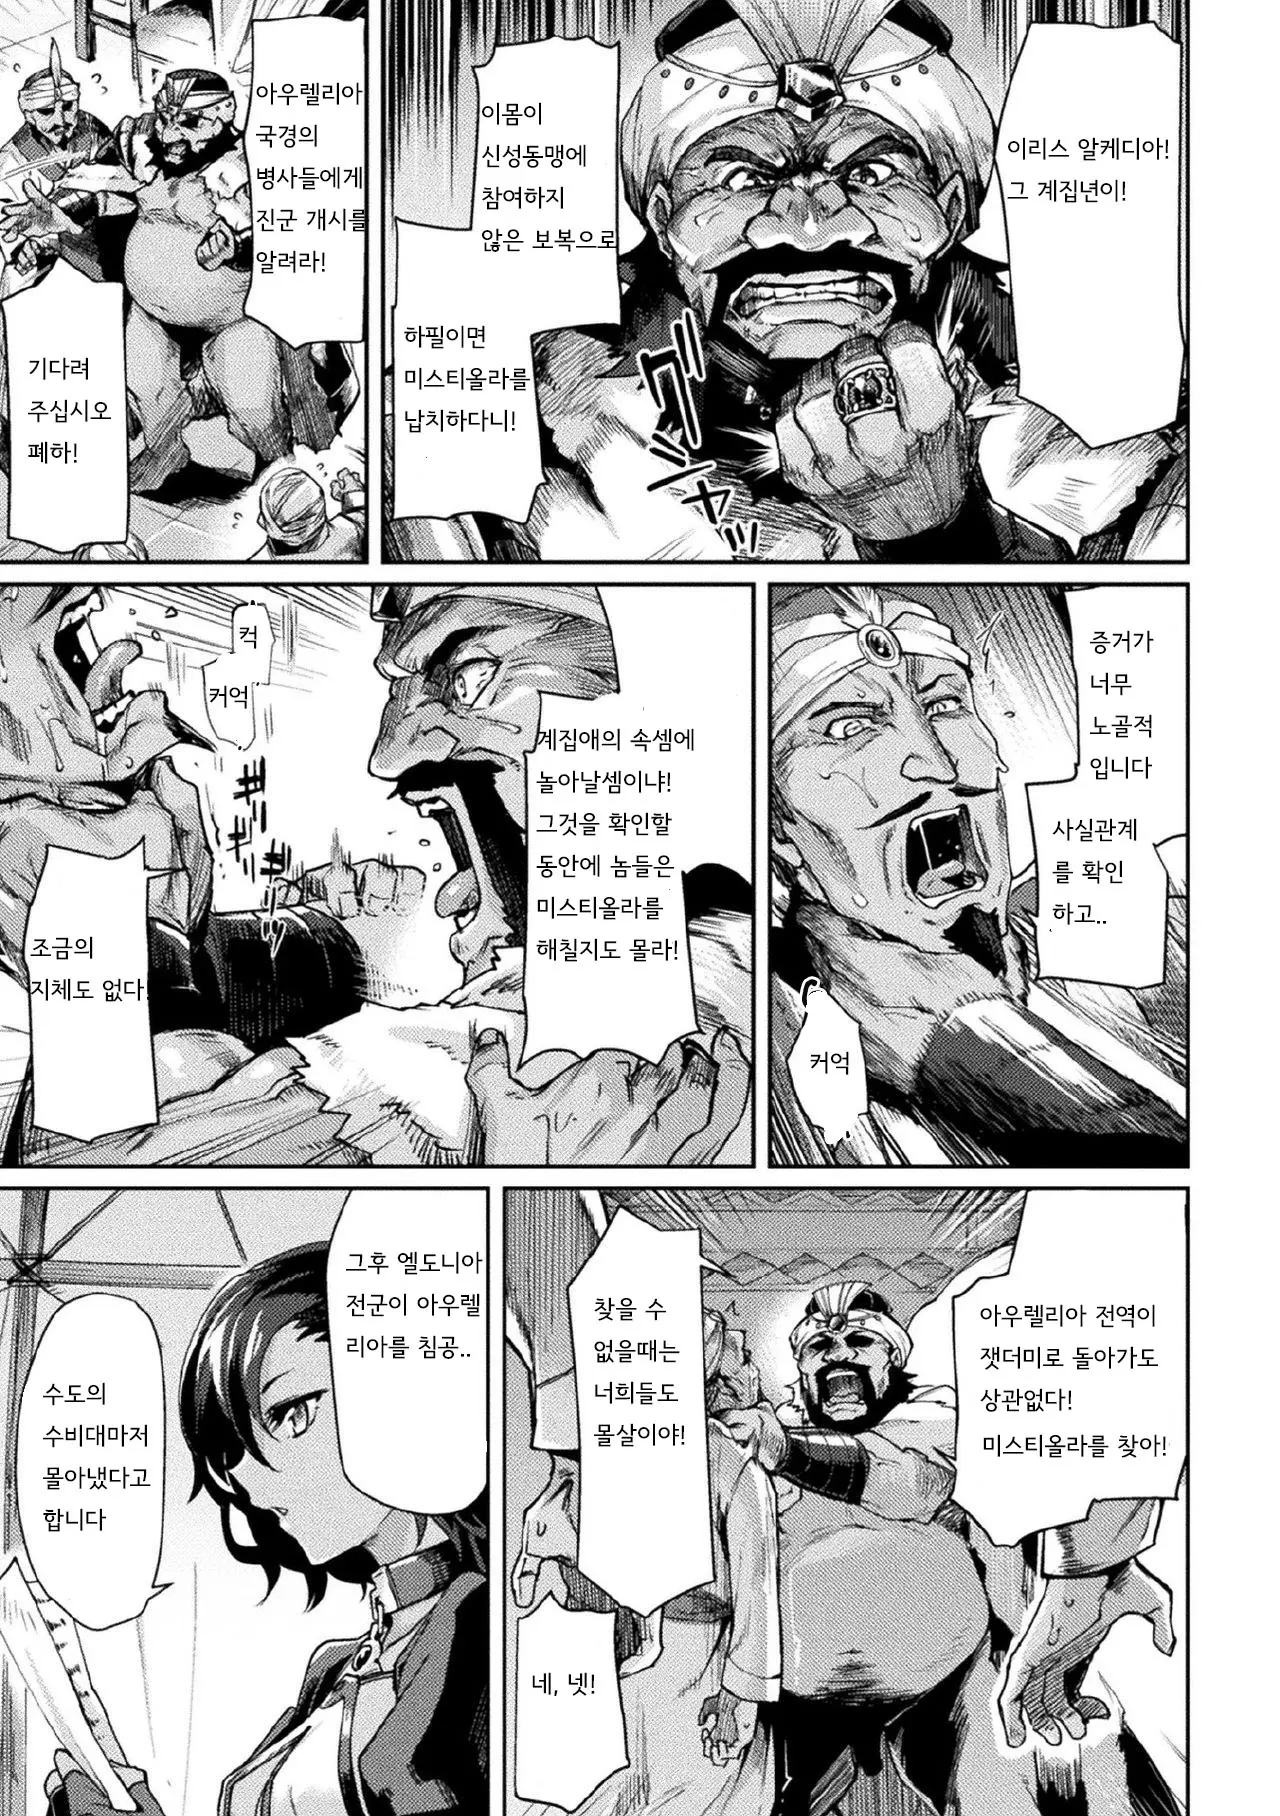 이리스 알케디아!
그 계집년이!
이몸이
신성동맹에
참여하지
않은 보복으로
하필이면
미스티올라를
납치하다니!
グシャッ
아우렐리아
국경의
병사들에게
진군 개시를
알려라!
기다려
주십시오
폐하!
증거가
너무
노골적
입니다
사실관계
를 확인
하고..
커억
계집애의 속셈에
놀아날셈이냐!
그것을 확인할
동안에 놈들은
미스티올라를
해칠지도 몰라!
컥
커억
조금의
지체도 없다!
아우렐리아 전역이
잿더미로 돌아가도
상관없다!
미스티올라를 찾아!
찾을 수
없을때는
너희들도
몰살이야!
네, 넷!
그후 엘도니아
전군이 아우렐
리아를 침공..
수도의
수비대마저
몰아냈다고
합니다